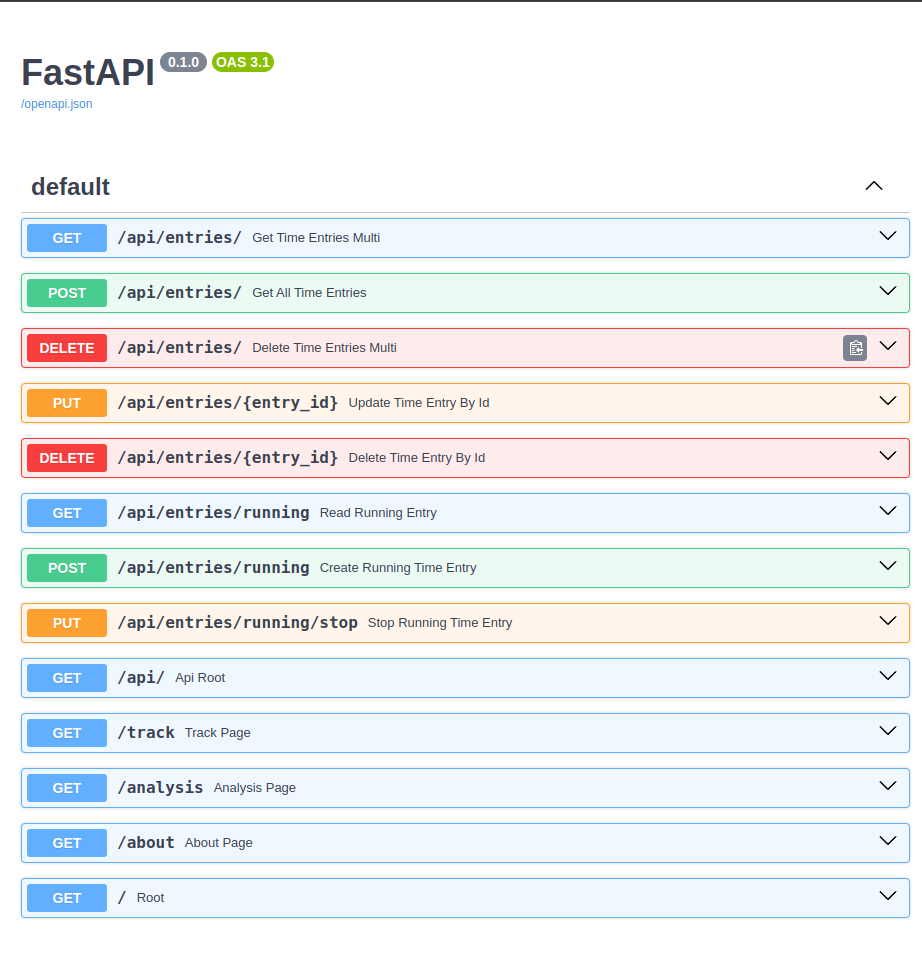 FastAPI 0.1.0 OAS 3.1
/openapi.json
default
GET /api/entries/ Get Time Entries Multi
POST /api/entries/ Get All Time Entries
DELETE /api/entries/ Delete Time Entries Multi
PUT /api/entries/{entry_id} Update Time Entry By Id
DELETE /api/entries/{entry_id} Delete Time Entry By Id
GET /api/entries/running Read Running Entry
POST /api/entries/running Create Running Time Entry
PUT /api/entries/running/stop Stop Running Time Entry
GET /api/ Api Root
GET /track Track Page
GET /analysis Analysis Page
GET /about About Page
GET / Root